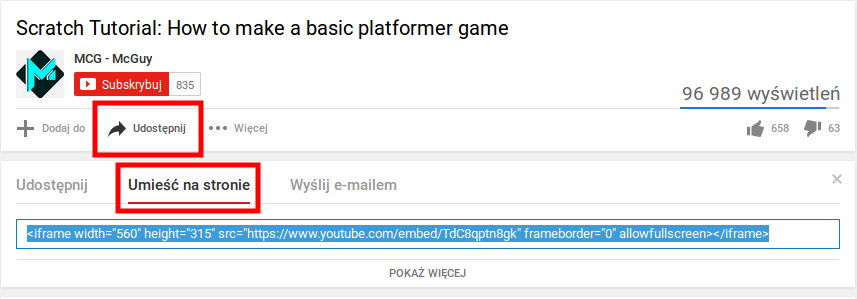 Scratch Tutorial: How to make a basic platformer game
MCG - McGuy
Subskrybuj 835
96 989 wyświetleń
Dodaj do Udostępnij Więcej 658 63
Udostępnij Umieść na stronie Wyślij e-mailem ×
<iframe width="560" height="315" src="https://www.youtube.com/embed/TdC8qptn8gk" frameborder="0" allowfullscreen></iframe>
POKAŻ WIĘCEJ